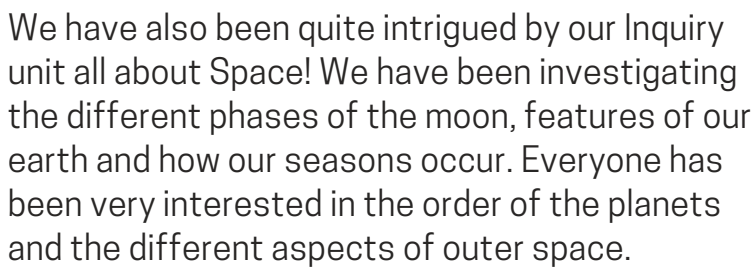 We have also been quite intrigued by our Inquiry
unit all about Space! We have been investigating
the different phases of the moon, features of our
earth and how our seasons occur. Everyone has
been very interested in the order of the planets
and the different aspects of outer space.